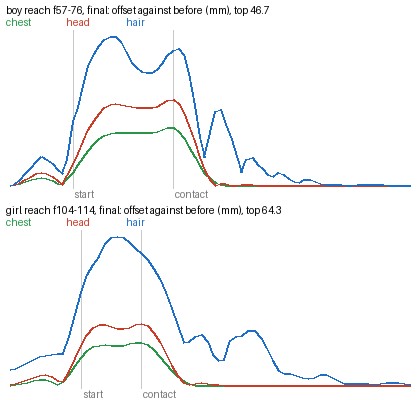 boy reach f57-76, final: offset against before (mm), top 46.7
chest head hair
start contact
girl reach f104-114, final: offset against before (mm), top 64.3
chest head hair
start contact